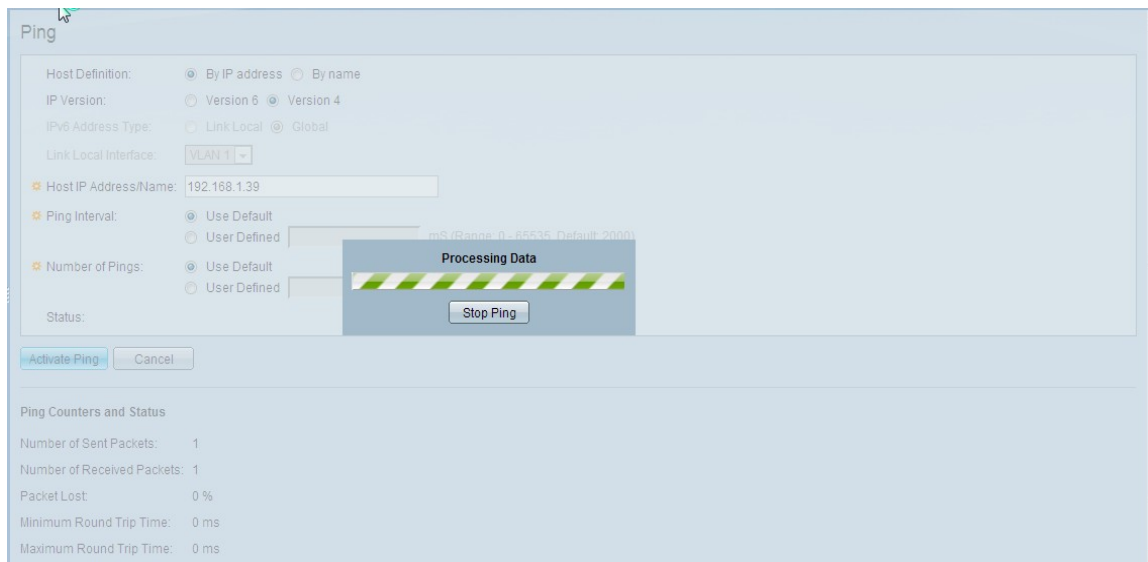 Ping
Host Definition: By IP address By name
IP Version: Version 6 Version 4
IPv6 Address Type: Link Local Global
Link Local Interface: VLAN 1
Host IP Address/Name: 192.168.1.39
Ping Interval: Use Default
User Defined mS (Range: 0 - 65535, Default: 2000)
Processing Data
Number of Pings: Use Default
User Defined
Stop Ping
Status:
Activate Ping Cancel
Ping Counters and Status
Number of Sent Packets: 1
Number of Received Packets: 1
Packet Lost: 0 %
Minimum Round Trip Time: 0 ms
Maximum Round Trip Time: 0 ms